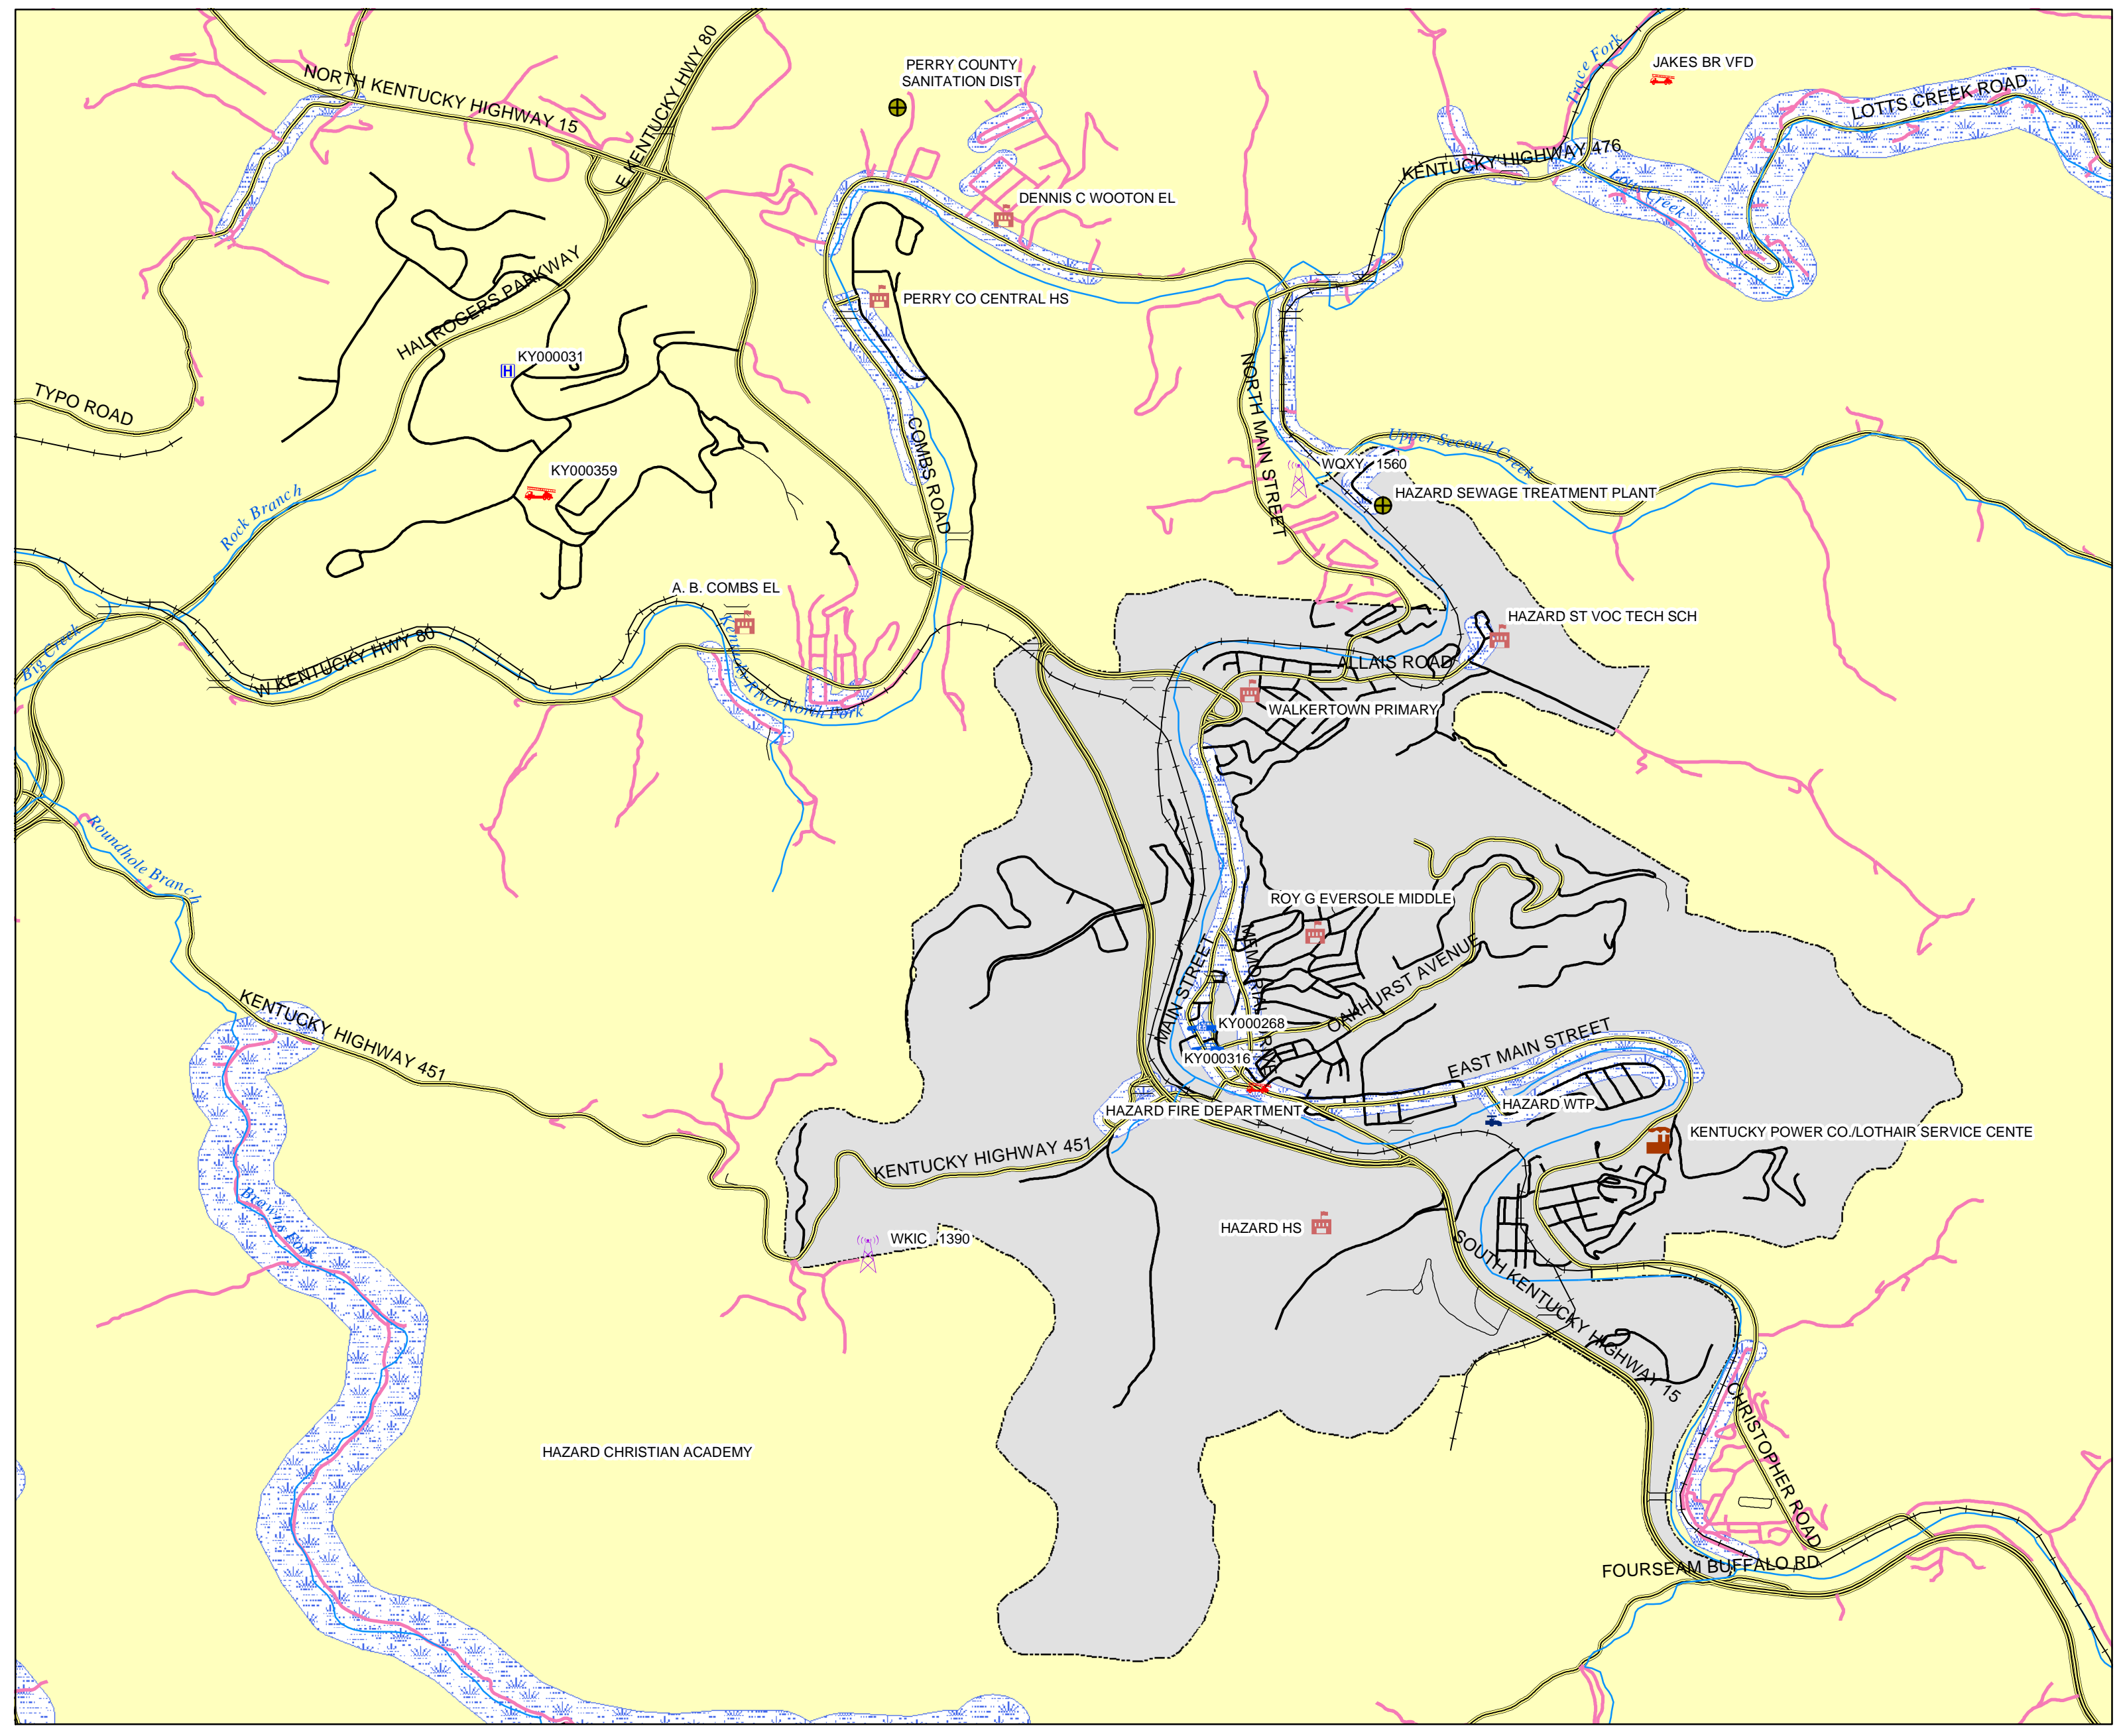 NORTH KENTUCKY HIGHWAY 15
E KENTUCKY HWY 80
PERRY COUNTY
SANITATION DIST
Trace Fork
JAKES BR VFD
LOTTS CREEK ROAD
KENTUCKY HIGHWAY 476
Lotts Creek
DENNIS C WOOTON EL
HAL ROGERS PARKWAY
PERRY CO CENTRAL HS
KY000031
H
TYPO ROAD
NORTH MAIN STREET
COMBS ROAD
Upper Second Creek
WQXY 1560
KY000359
HAZARD SEWAGE TREATMENT PLANT
Rock Branch
A. B. COMBS EL
HAZARD ST VOC TECH SCH
Big Creek
W KENTUCKY HWY 80
Kentucky River North Fork
ALLAIS ROAD
WALKERTOWN PRIMARY
Roundhole Branch
ROY G EVERSOLE MIDDLE
MAIN STREET
MEMORIAL DRIVE
OAKHURST AVENUE
KENTUCKY HIGHWAY 451
KY000268
KY000316
EAST MAIN STREET
HAZARD FIRE DEPARTMENT
HAZARD WTP
KENTUCKY POWER CO./LOTHAIR SERVICE CENTE
KENTUCKY HIGHWAY 451
Browns Fork
HAZARD HS
WKIC 1390
SOUTH KENTUCKY HIGHWAY 15
CHRISTOPHER ROAD
HAZARD CHRISTIAN ACADEMY
FOURSEAM BUFFALO RD